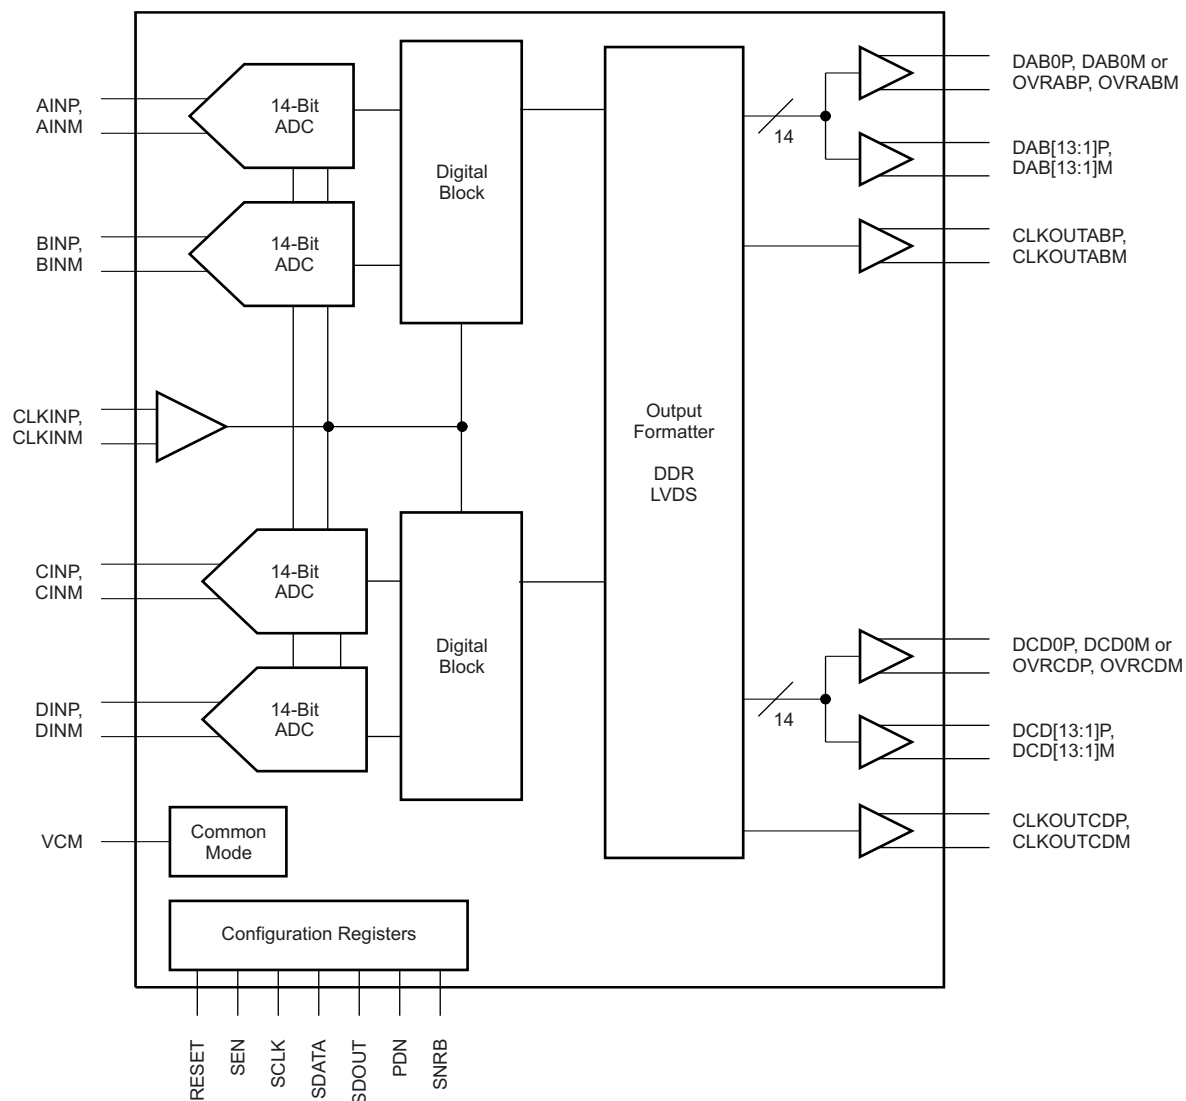 AINP,
AINM
14-Bit
ADC
Digital
Block
BINP,
BINM
14-Bit
ADC
CLKINP,
CLKINM
CINP,
CINM
14-Bit
ADC
Digital
Block
DINP,
DINM
14-Bit
ADC
VCM
Common
Mode
Configuration Registers
RESET
SEN
SCLK
SDATA
SDOUT
PDN
SNRB
Output
Formatter
DDR
LVDS
14
DAB0P, DAB0M or
OVRABP, OVRABM
DAB[13:1]P,
DAB[13:1]M
CLKOUTABP,
CLKOUTABM
14
DCD0P, DCD0M or
OVRCDP, OVRCDM
DCD[13:1]P,
DCD[13:1]M
CLKOUTCDP,
CLKOUTCDM